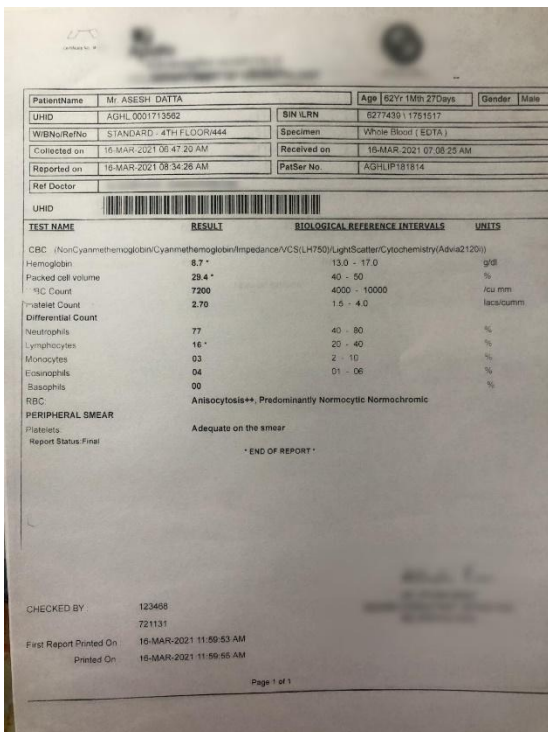 PatientName Mr. ASESH DATTA Age 62Yr 1Mth 27Days Gender Male
UHID AGHL.0001713562 SIN \LRN 6277439 \ 1751517
W/BNo/RefNo STANDARD - 4TH FLOOR/444 Specimen Whole Blood ( EDTA )
Collected on 16-MAR-2021 06:47:20 AM Received on 16-MAR-2021 07:08:25 AM
Reported on 16-MAR-2021 08:34:26 AM PatSer No. AGHLIP181814
Ref Doctor
UHID
TEST NAME RESULT BIOLOGICAL REFERENCE INTERVALS UNITS
CBC (NonCyanmethemoglobin/Cyanmethemoglobin/Impedance/VCS(LH750)/LightScatter/Cytochemistry(Advia2120i))
Hemoglobin 8.7 * 13.0 - 17.0 g/dl
Packed cell volume 29.4 * 40 - 50 %
BC Count 7200 4000 - 10000 /cu mm
Platelet Count 2.70 1.5 - 4.0 lacs/cumm
Differential Count
Neutrophils 77 40 - 80 %
Lymphocytes 16 * 20 - 40 %
Monocytes 03 2 - 10 %
Eosinophils 04 01 - 06 %
Basophils 00 %
RBC Anisocytosis++, Predominantly Normocytic Normochromic
PERIPHERAL SMEAR
Platelets Adequate on the smear
Report Status:Final
* END OF REPORT *
CHECKED BY 123468
721131
First Report Printed On 16-MAR-2021 11:59:53 AM
Printed On 16-MAR-2021 11:59:55 AM
Page 1 of 1